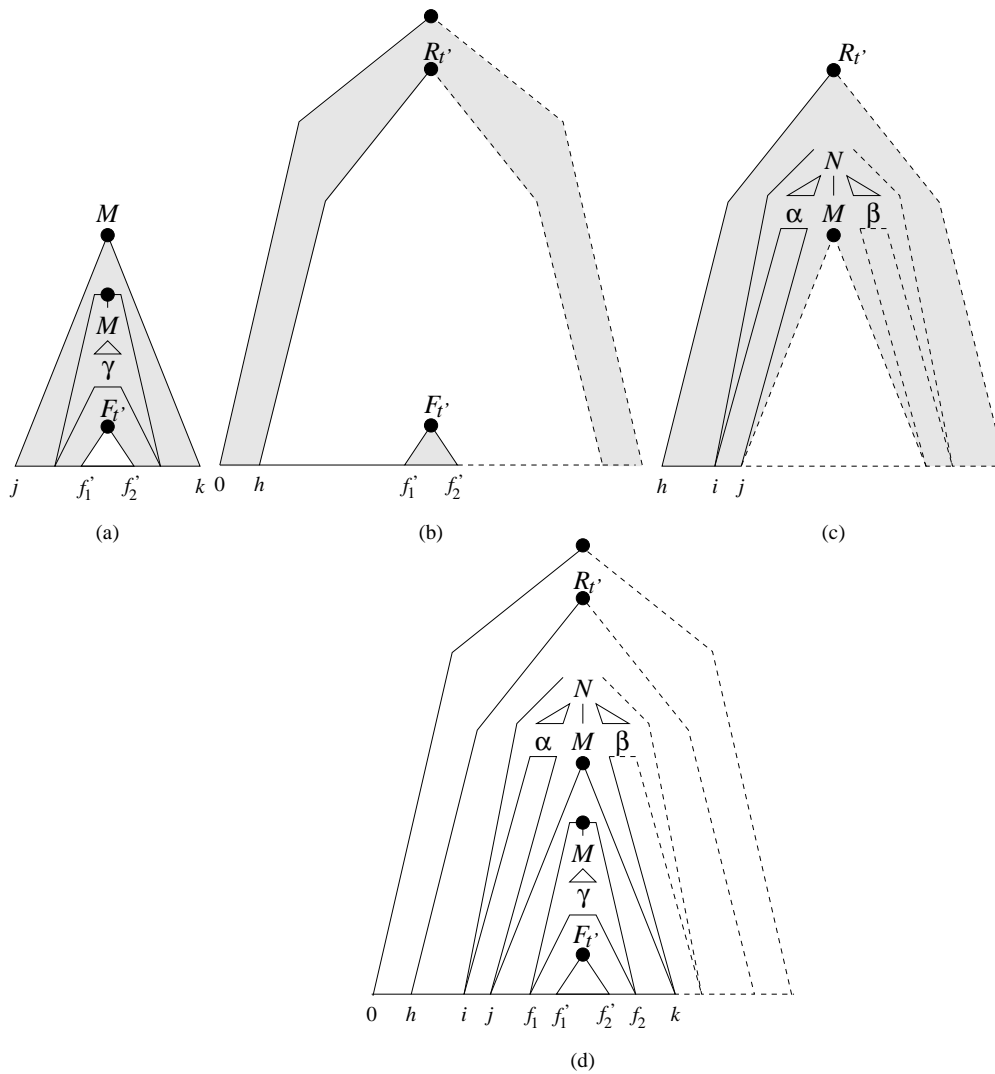 R_t'
M
M
γ
F_t'
j f_1' f_2' k
(a)
F_t'
0 h f_1' f_2'
(b)
R_t'
N
α M β
h i j
(c)
R_t'
N
α M β
M
γ
F_t'
0 h i j f_1 f_1' f_2' f_2 k
(d)